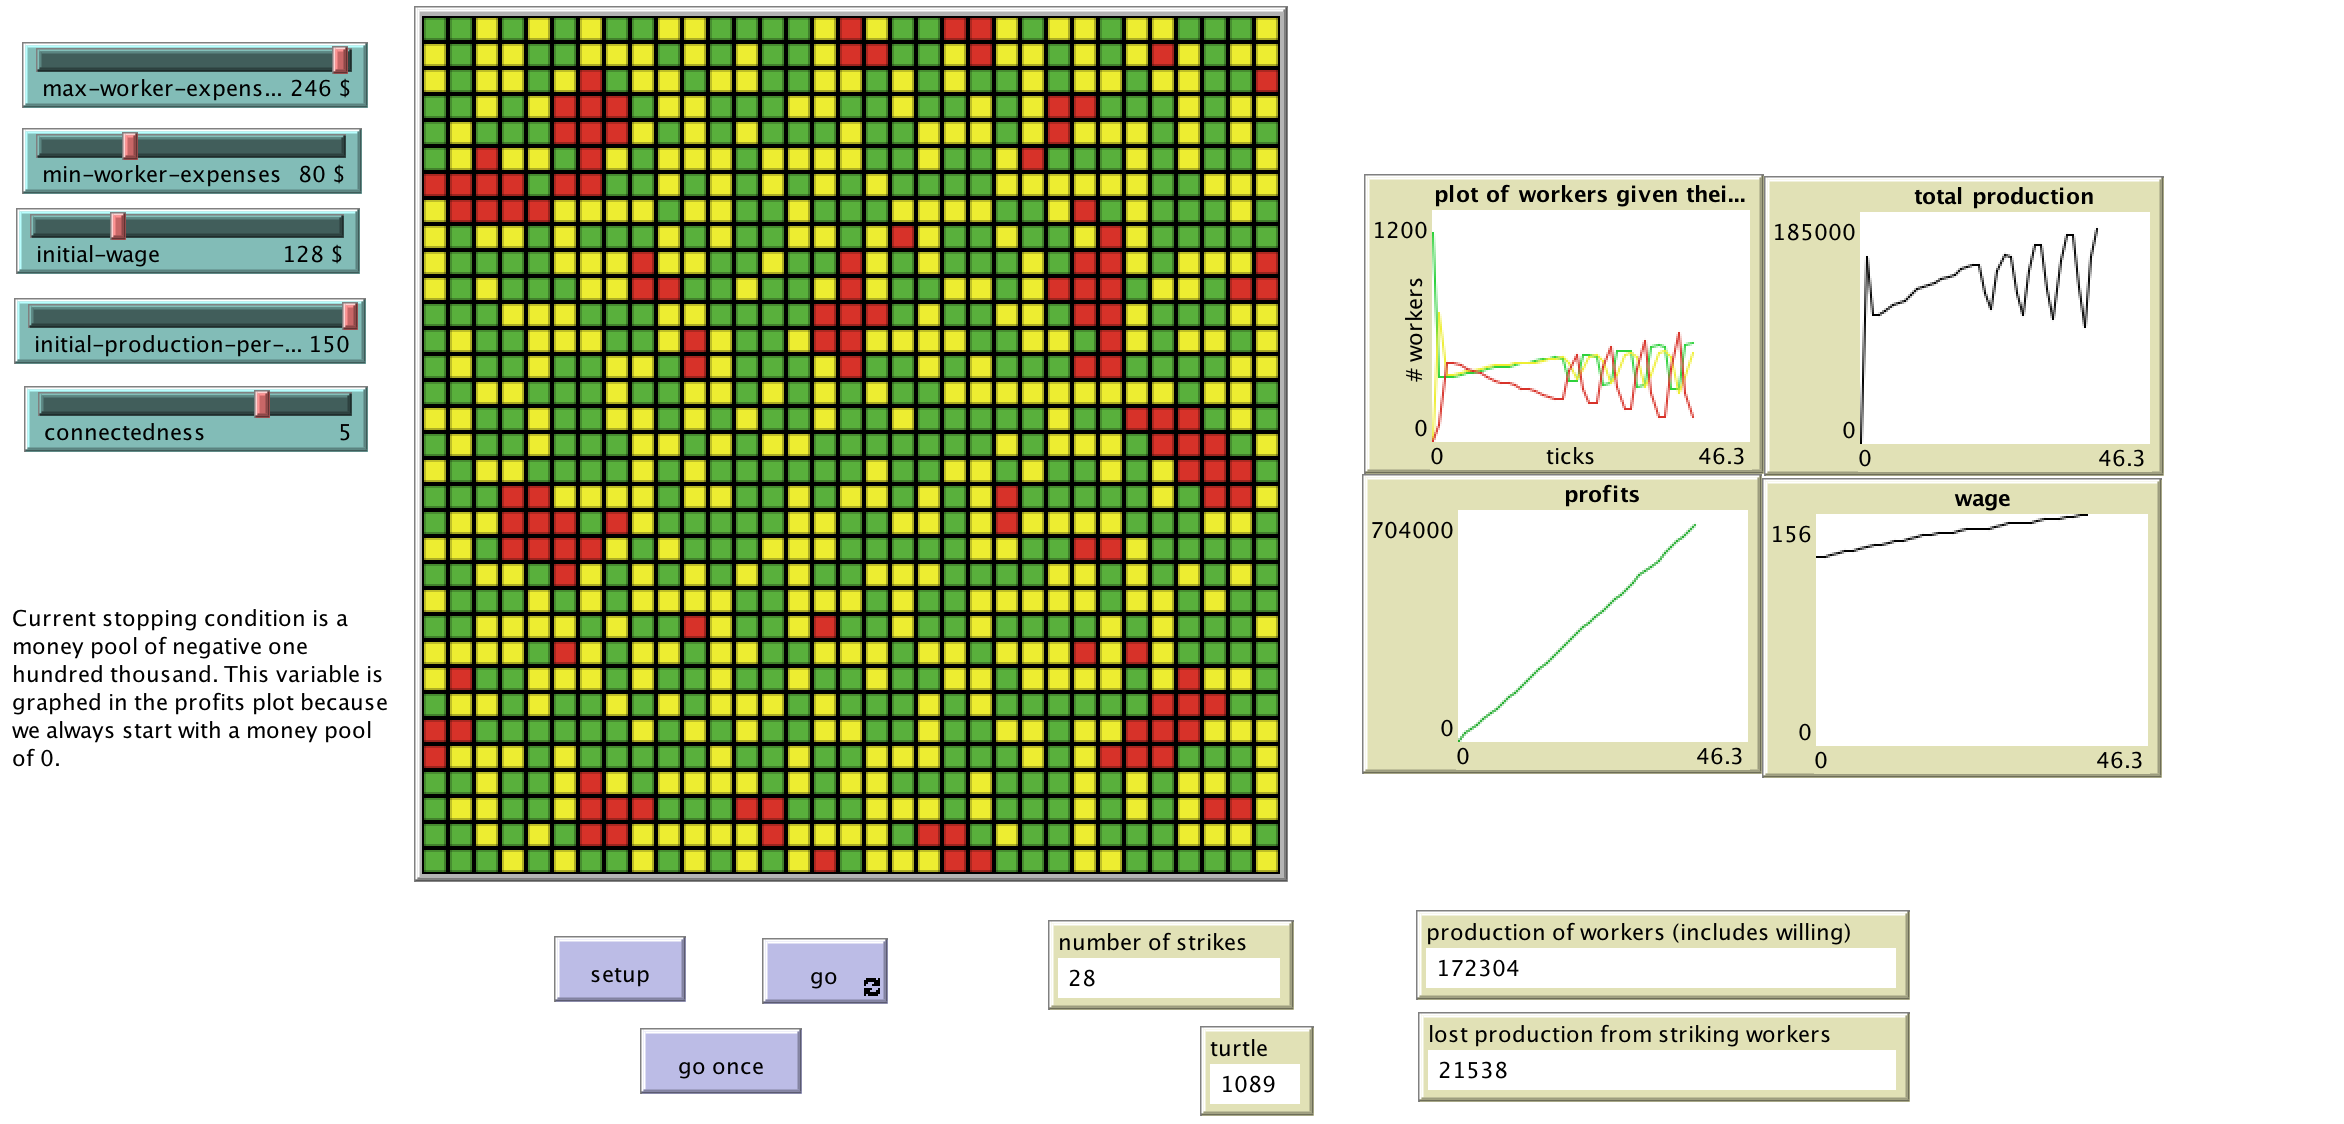 max-worker-expens... 246 $
min-worker-expenses 80 $
initial-wage 128 $
initial-production-per-... 150
connectedness 5
Current stopping condition is a
money pool of negative one
hundred thousand. This variable is
graphed in the profits plot because
we always start with a money pool
of 0.
setup
go
go once
number of strikes
28
turtle
1089
plot of workers given thei...
1200
# workers
0
0 ticks 46.3
total production
185000
0
0 46.3
profits
704000
0
0 46.3
wage
156
0
0 46.3
production of workers (includes willing)
172304
lost production from striking workers
21538